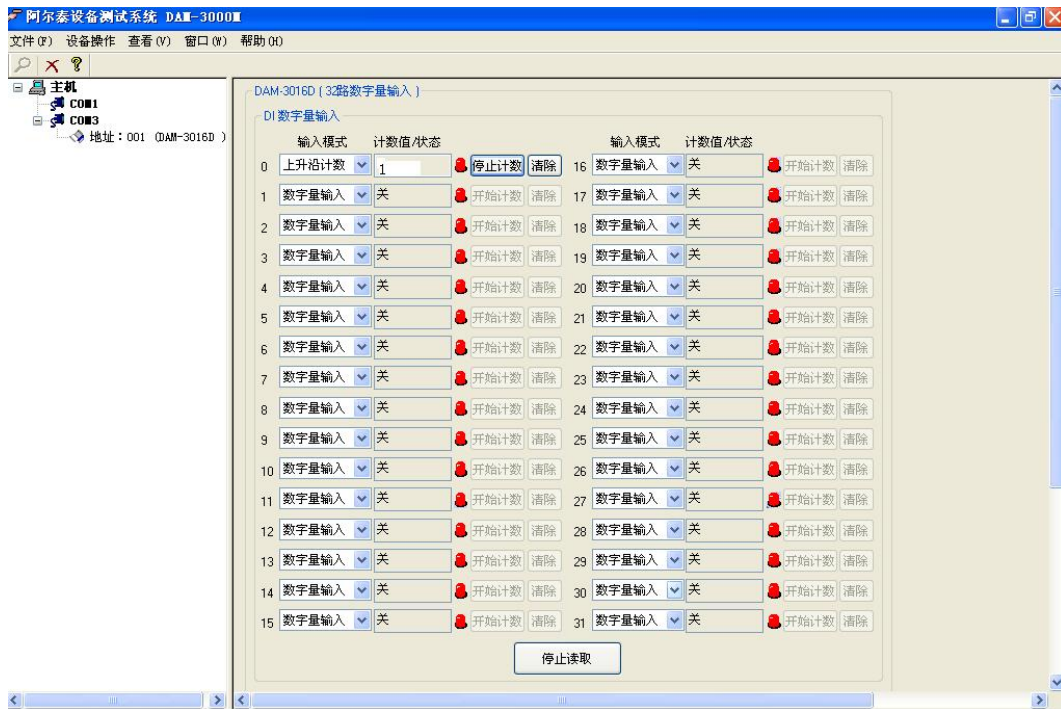 阿尔泰设备测试系统 DAM-3000M
文件(F) 设备操作 查看(V) 窗口(W) 帮助(H)
主机
COM1
COM3
地址：001 (DAM-3016D )
DAM-3016D ( 32路数字量输入 )
DI数字量输入
输入模式 计数值/状态 输入模式 计数值/状态
0 上升沿计数 1 停止计数 清除 16 数字量输入 关 开始计数 清除
1 数字量输入 关 开始计数 清除 17 数字量输入 关 开始计数 清除
2 数字量输入 关 开始计数 清除 18 数字量输入 关 开始计数 清除
3 数字量输入 关 开始计数 清除 19 数字量输入 关 开始计数 清除
4 数字量输入 关 开始计数 清除 20 数字量输入 关 开始计数 清除
5 数字量输入 关 开始计数 清除 21 数字量输入 关 开始计数 清除
6 数字量输入 关 开始计数 清除 22 数字量输入 关 开始计数 清除
7 数字量输入 关 开始计数 清除 23 数字量输入 关 开始计数 清除
8 数字量输入 关 开始计数 清除 24 数字量输入 关 开始计数 清除
9 数字量输入 关 开始计数 清除 25 数字量输入 关 开始计数 清除
10 数字量输入 关 开始计数 清除 26 数字量输入 关 开始计数 清除
11 数字量输入 关 开始计数 清除 27 数字量输入 关 开始计数 清除
12 数字量输入 关 开始计数 清除 28 数字量输入 关 开始计数 清除
13 数字量输入 关 开始计数 清除 29 数字量输入 关 开始计数 清除
14 数字量输入 关 开始计数 清除 30 数字量输入 关 开始计数 清除
15 数字量输入 关 开始计数 清除 31 数字量输入 关 开始计数 清除
停止读取